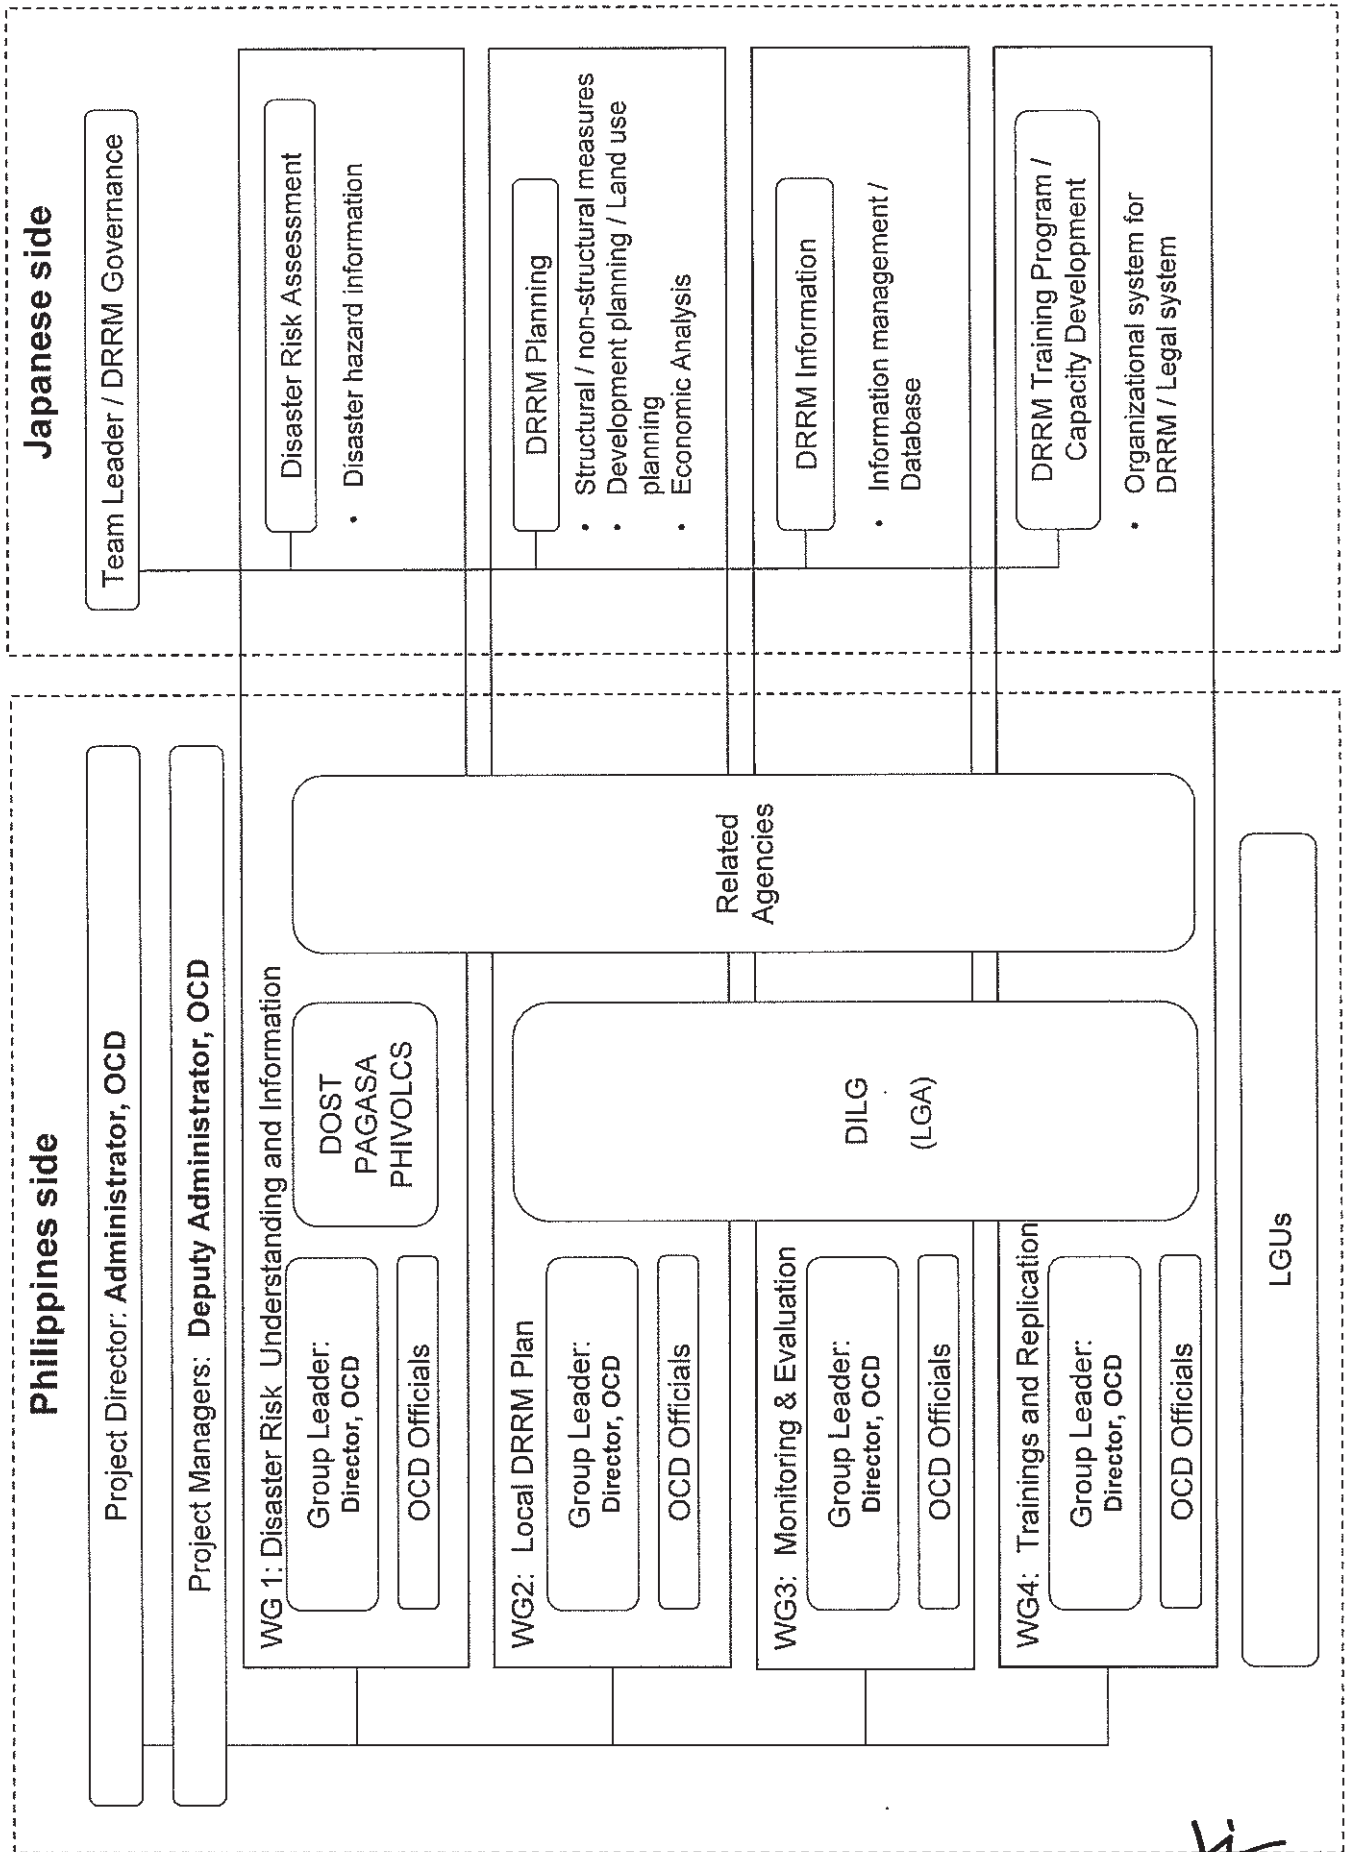 Philippines side
Project Director: Administrator, OCD
Project Managers: Deputy Administrator, OCD
WG 1: Disaster Risk Understanding and Information
Group Leader:
Director, OCD
OCD Officials
DOST
PAGASA
PHIVOLCS
WG2: Local DRRM Plan
Group Leader:
Director, OCD
OCD Officials
WG3: Monitoring & Evaluation
Group Leader:
Director, OCD
OCD Officials
WG4: Trainings and Replication
Group Leader:
Director, OCD
OCD Officials
DILG
(LGA)
Related
Agencies
LGUs
Japanese side
Team Leader / DRRM Governance
Disaster Risk Assessment
• Disaster hazard information
DRRM Planning
• Structural / non-structural measures
• Development planning / Land use
planning
• Economic Analysis
DRRM Information
• Information management /
Database
DRRM Training Program /
Capacity Development
• Organizational system for
DRRM / Legal system